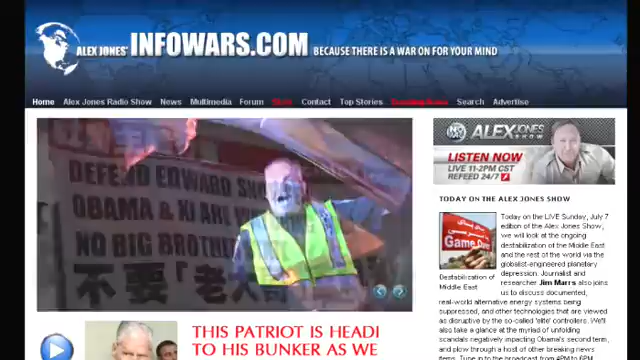 ALEX JONES' INFOWARS.COM BECAUSE THERE IS A WAR ON FOR YOUR MIND
Home Alex Jones Radio Show News Multimedia Forum Store Contact Top Stories Search Advertise
DEFEND EDWARD
OBAMA & XI ARE
NO BIG BRO
不要「老大
ALEX JONES
SHOW
LISTEN NOW
LIVE 11-2PM CST
REFEED 24/7
TODAY ON THE ALEX JONES SHOW
Game Over
Destabilization of
Middle East
Today on the LIVE Sunday, July 7
edition of the Alex Jones Show,
we will look at the ongoing
destabilization of the Middle East
and the rest of the world via the
globalist-engineered planetary
depression. Journalist and
researcher Jim Marrs also joins
us to discuss documented,
real-world alternative energy systems being
suppressed, and other technologies that are viewed
as disruptive by the so-called 'elite' controllers. We'll
also take a glance at the myriad of unfolding
scandals negatively impacting Obama's second term,
and plow through a host of other breaking news
items. Tune in to the broadcast from 4PM to 6PM
THIS PATRIOT IS HEADI
TO HIS BUNKER AS WE